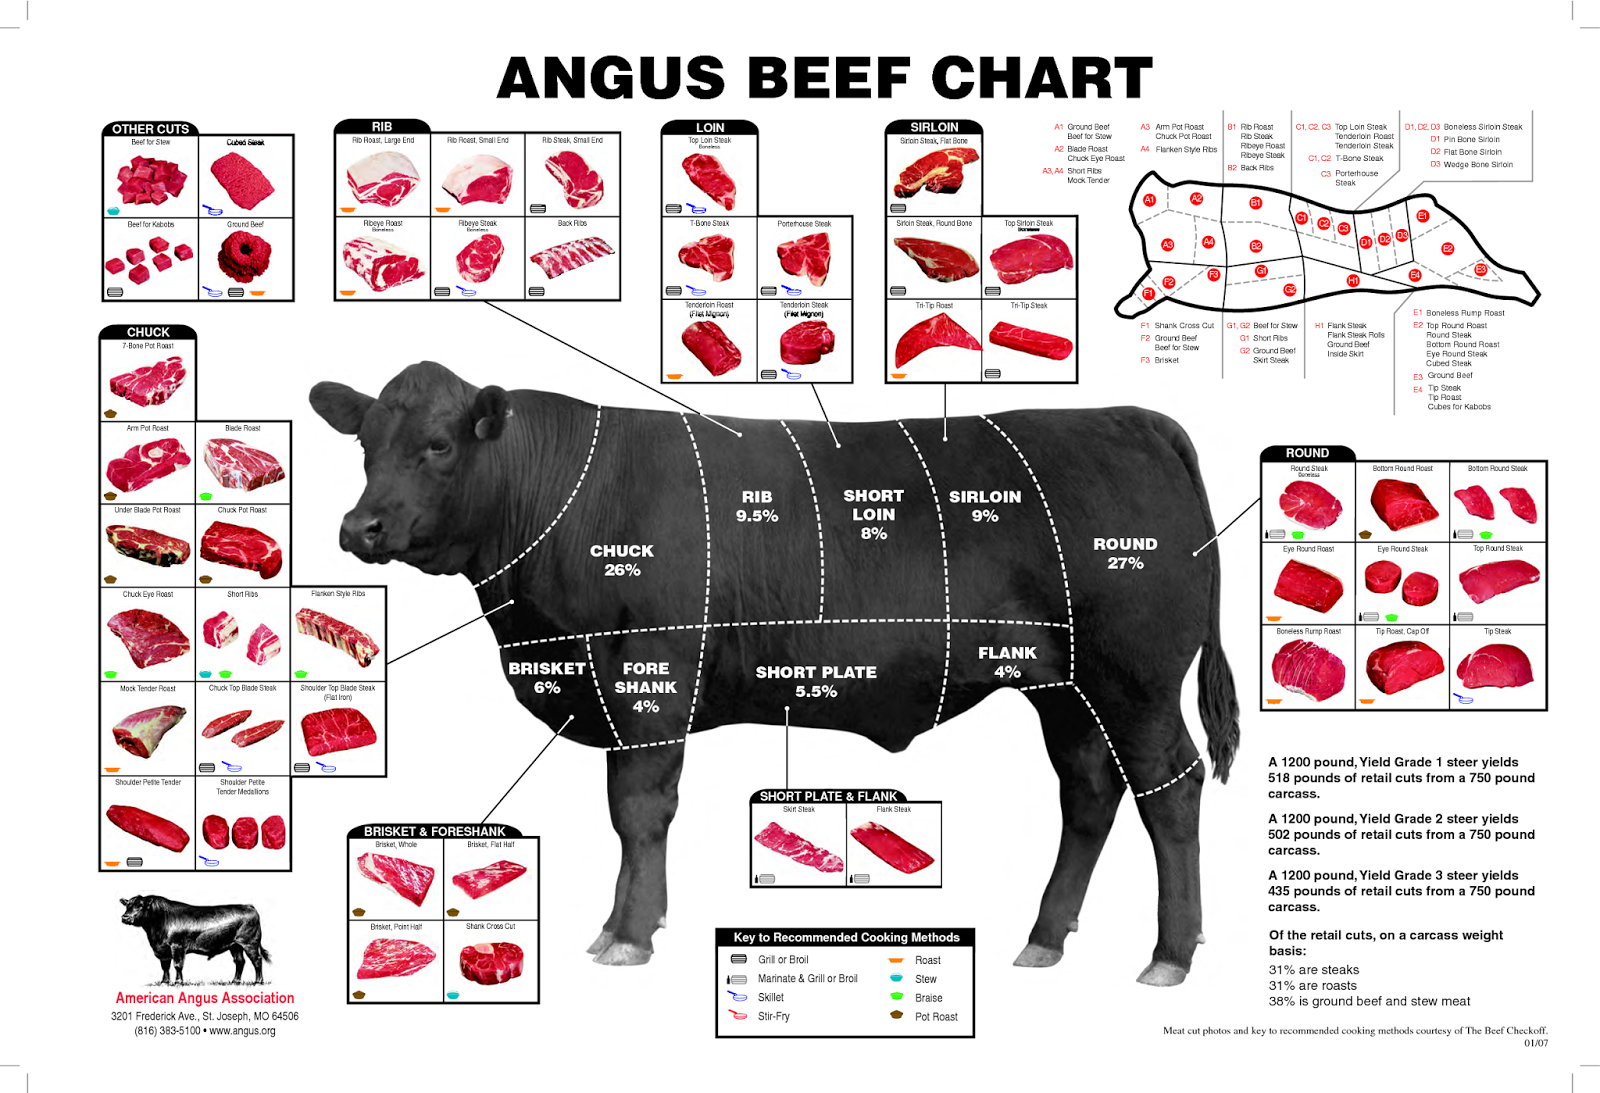 ANGUS BEEF CHART
OTHER CUTS
Beef for Stew
Cubed Steak
Beef for Kabobs
Ground Beef
RIB
Rib Roast, Large End
Rib Roast, Small End
Rib Steak, Small End
Ribeye Roast
Boneless
Ribeye Steak
Boneless
Back Ribs
LOIN
Top Loin Steak
Boneless
T-Bone Steak
Porterhouse Steak
Tenderloin Roast
(Filet Mignon)
Tenderloin Steak
(Filet Mignon)
SIRLOIN
Sirloin Steak, Flat Bone
Sirloin Steak, Round Bone
Top Sirloin Steak
Boneless
Tri-Tip Roast
Tri-Tip Steak
A1 Ground Beef
Beef for Stew
A2 Blade Roast
Chuck Eye Roast
A3, A4 Short Ribs
Mock Tender
A3 Arm Pot Roast
Chuck Pot Roast
A4 Flanken Style Ribs
B1 Rib Roast
Rib Steak
Ribeye Roast
Ribeye Steak
B2 Back Ribs
C1, C2, C3 Top Loin Steak
Tenderloin Roast
Tenderloin Steak
C1, C2 T-Bone Steak
C3 Porterhouse
Steak
D1, D2, D3 Boneless Sirloin Steak
D1 Pin Bone Sirloin
D2 Flat Bone Sirloin
D3 Wedge Bone Sirloin
A1
A2
B1
C1
C2
C3
D1
D2
D3
E1
E2
A3
A4
B2
F1
F2
F3
G1
G2
H1
E4
E3
F1 Shank Cross Cut
F2 Ground Beef
Beef for Stew
F3 Brisket
G1, G2 Beef for Stew
G1 Short Ribs
G2 Ground Beef
Skirt Steak
H1 Flank Steak
Flank Steak Rolls
Ground Beef
Inside Skirt
E1 Boneless Rump Roast
E2 Top Round Roast
Round Steak
Bottom Round Roast
Eye Round Steak
Cubed Steak
E3 Ground Beef
E4 Tip Steak
Tip Roast
Cubes for Kabobs
CHUCK
7-Bone Pot Roast
Arm Pot Roast
Blade Roast
Under Blade Pot Roast
Chuck Pot Roast
Chuck Eye Roast
Short Ribs
Flanken Style Ribs
Mock Tender Roast
Chuck Top Blade Steak
Shoulder Top Blade Steak
(Flat Iron)
Shoulder Petite Tender
Shoulder Petite
Tender Medallions
CHUCK
26%
RIB
9.5%
SHORT
LOIN
8%
SIRLOIN
9%
ROUND
27%
BRISKET
6%
FORE
SHANK
4%
SHORT PLATE
5.5%
FLANK
4%
ROUND
Round Steak
Boneless
Bottom Round Roast
Bottom Round Steak
Eye Round Roast
Eye Round Steak
Top Round Steak
Boneless Rump Roast
Tip Roast, Cap Off
Tip Steak
BRISKET & FORESHANK
Brisket, Whole
Brisket, Flat Half
Brisket, Point Half
Shank Cross Cut
SHORT PLATE & FLANK
Skirt Steak
Flank Steak
Key to Recommended Cooking Methods
Grill or Broil
Marinate & Grill or Broil
Skillet
Stir-Fry
Roast
Stew
Braise
Pot Roast
A 1200 pound, Yield Grade 1 steer yields
518 pounds of retail cuts from a 750 pound
carcass.
A 1200 pound, Yield Grade 2 steer yields
502 pounds of retail cuts from a 750 pound
carcass.
A 1200 pound, Yield Grade 3 steer yields
435 pounds of retail cuts from a 750 pound
carcass.
Of the retail cuts, on a carcass weight
basis:
31% are steaks
31% are roasts
38% is ground beef and stew meat
American Angus Association
3201 Frederick Ave., St. Joseph, MO 64506
(816) 383-5100 • www.angus.org
Meat cut photos and key to recommended cooking methods courtesy of The Beef Checkoff.
01/07